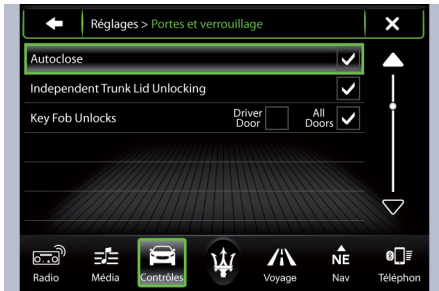 Réglages > Portes et verrouillage
Autoclose
Independent Trunk Lid Unlocking
Key Fob Unlocks
Driver
Door
All
Doors
Radio
Média
Contrôles
Voyage
NE
Nav
Téléphon